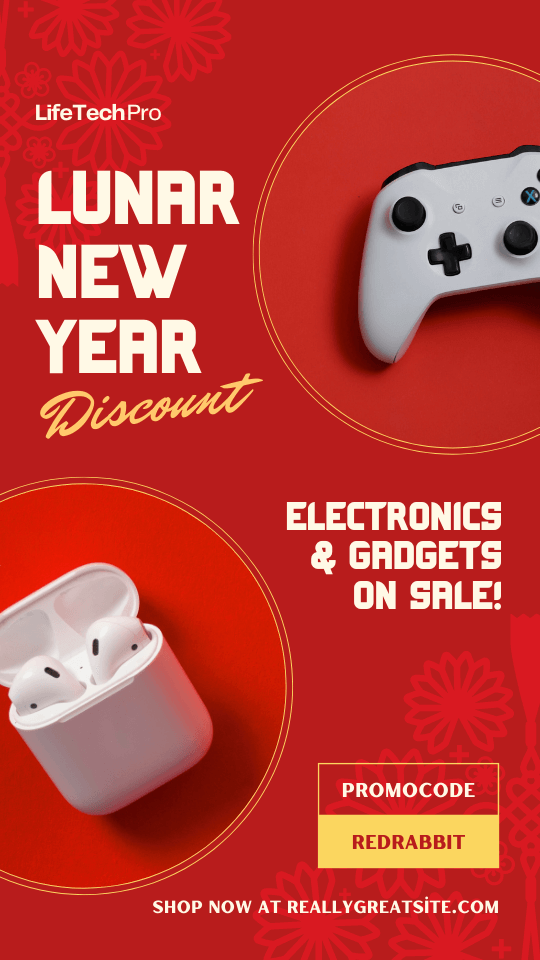 LifeTechPro
LUNAR
NEW
YEAR
Discount
ELECTRONICS
& GADGETS
ON SALE!
PROMOCODE
REDRABBIT
SHOP NOW AT REALLYGREATSITE.COM